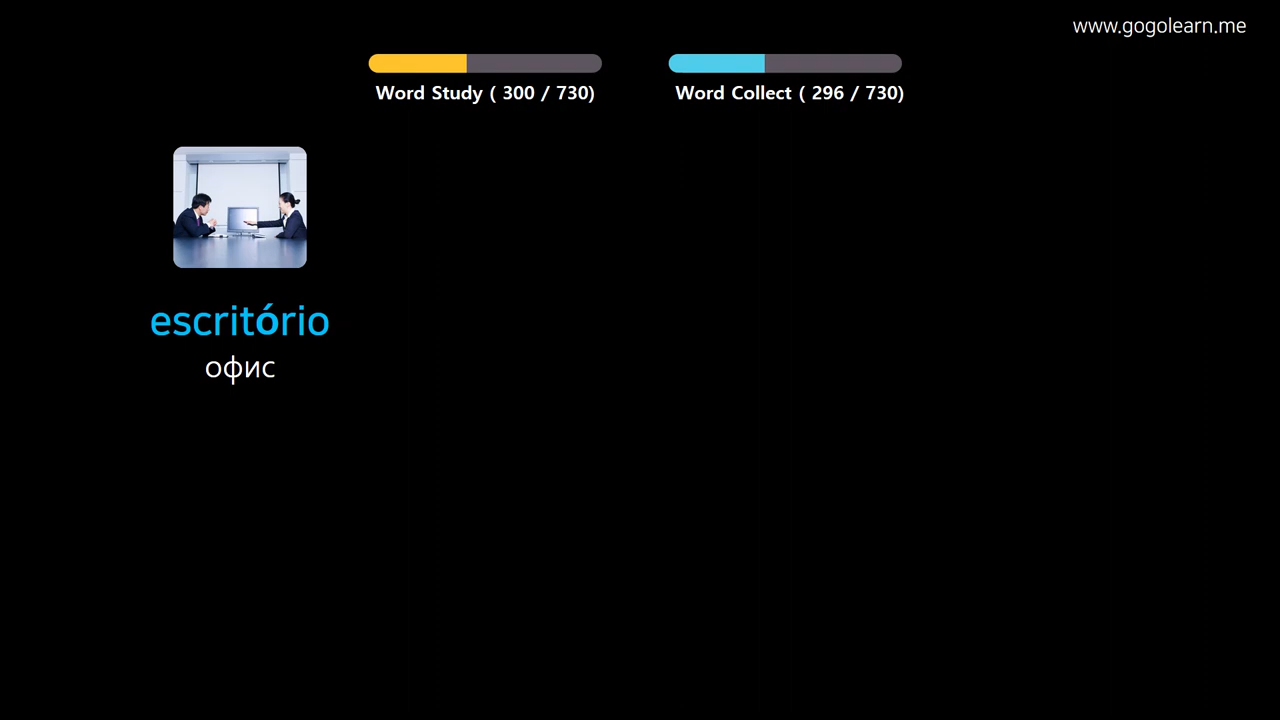 www.gogolearn.me
Word Study ( 300 / 730)
Word Collect ( 296 / 730)
escritório
офис